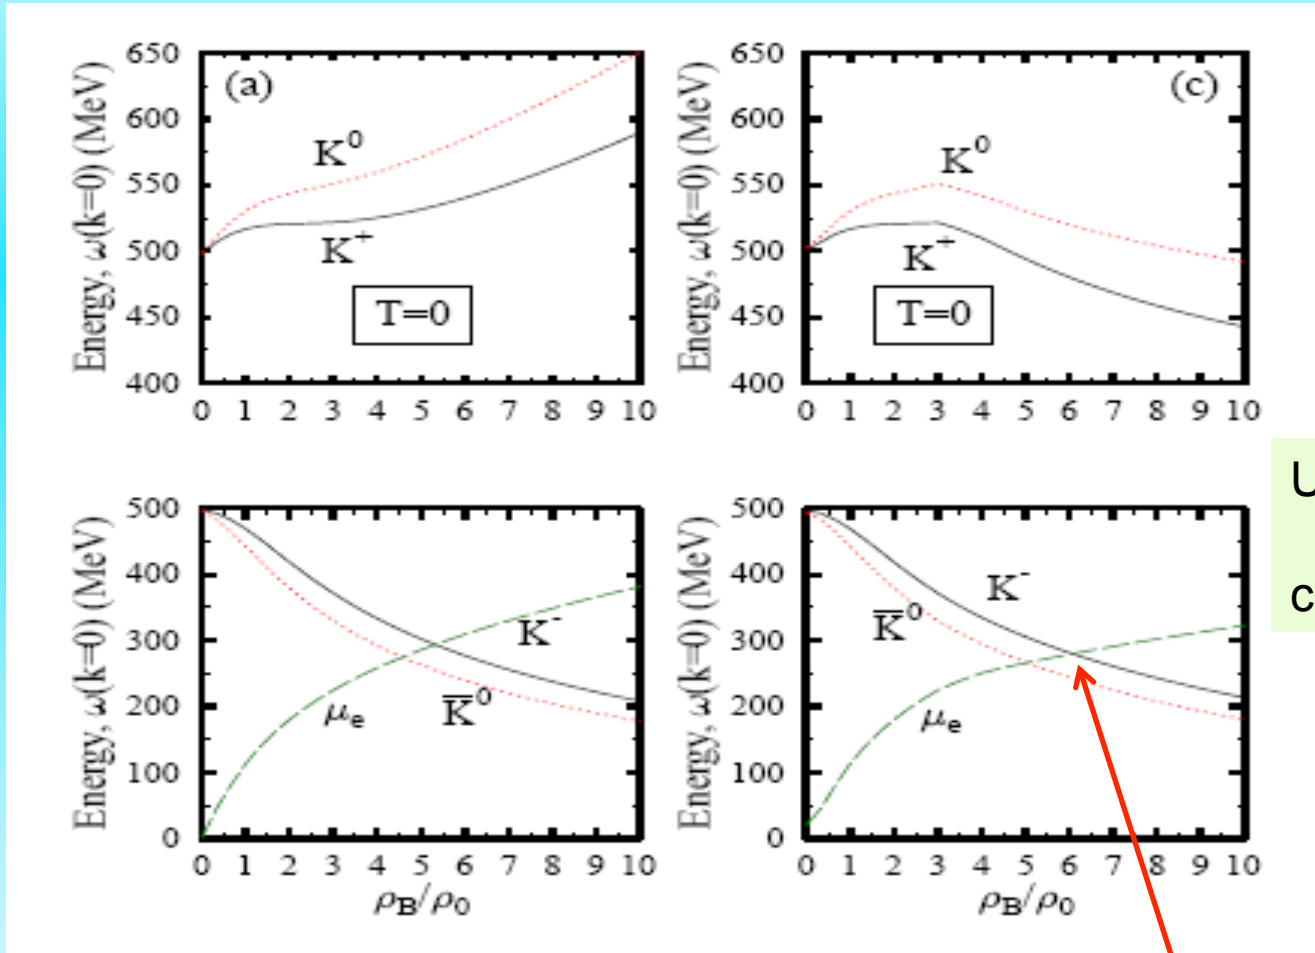 (a)
Energy, ω(k=0) (MeV)
650
600
550
500
450
400
K⁰
K⁺
T=0
0 1 2 3 4 5 6 7 8 9 10
(c)
Energy, ω(k=0) (MeV)
650
600
550
500
450
400
K⁰
K⁺
T=0
0 1 2 3 4 5 6 7 8 9 10
U
c
Energy, ω(k=0) (MeV)
500
400
300
200
100
0
K⁻
K̅⁰
μₑ
0 1 2 3 4 5 6 7 8 9 10
ρ_B/ρ₀
Energy, ω(k=0) (MeV)
500
400
300
200
100
0
K⁻
K̅⁰
μₑ
0 1 2 3 4 5 6 7 8 9 10
ρ_B/ρ₀